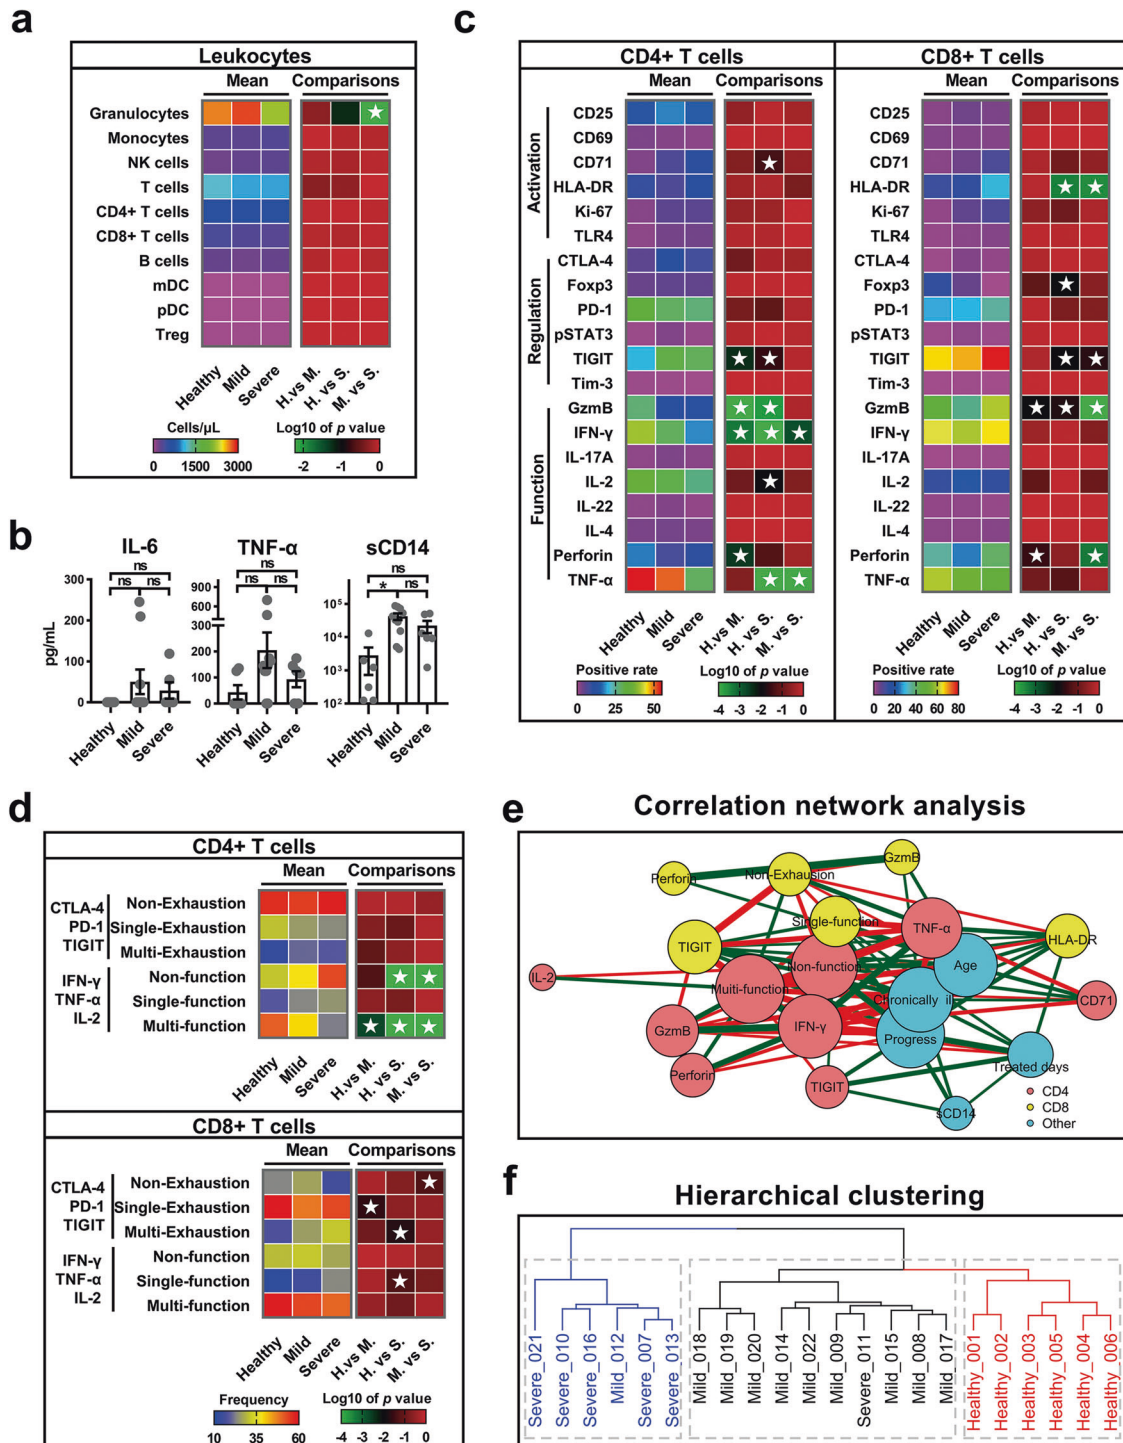 a
Leukocytes
Mean Comparisons
Granulocytes
Monocytes
NK cells
T cells
CD4+ T cells
CD8+ T cells
B cells
mDC
pDC
Treg
Healthy Mild Severe H.vs M. H. vs S. M. vs S.
Cells/μL Log10 of p value
0 1500 3000 -2 -1 0
b
IL-6 TNF-α sCD14
pg/mL
ns
ns ns
300
200
100
0
Healthy Mild Severe
ns
ns ns
900
600
300
200
100
0
Healthy Mild Severe
ns
* ns
10⁵
10⁴
10³
10²
Healthy Mild Severe
c
CD4+ T cells CD8+ T cells
Mean Comparisons Mean Comparisons
Activation
CD25 CD25
CD69 CD69
CD71 CD71
HLA-DR HLA-DR
Ki-67 Ki-67
TLR4 TLR4
Regulation
CTLA-4 CTLA-4
Foxp3 Foxp3
PD-1 PD-1
pSTAT3 pSTAT3
TIGIT TIGIT
Tim-3 Tim-3
Function
GzmB GzmB
IFN-γ IFN-γ
IL-17A IL-17A
IL-2 IL-2
IL-22 IL-22
IL-4 IL-4
Perforin Perforin
TNF-α TNF-α
Healthy Mild Severe H.vs M. H. vs S. M. vs S. Healthy Mild Severe H.vs M. H. vs S. M. vs S.
Positive rate Log10 of p value Positive rate Log10 of p value
0 25 50 -4 -3 -2 -1 0 0 20 40 60 80 -4 -3 -2 -1 0
d
CD4+ T cells
Mean Comparisons
CTLA-4
PD-1
TIGIT
Non-Exhaustion
Single-Exhaustion
Multi-Exhaustion
IFN-γ
TNF-α
IL-2
Non-function
Single-function
Multi-function
Healthy Mild Severe H.vs M. H. vs S. M. vs S.
CD8+ T cells
Mean Comparisons
CTLA-4
PD-1
TIGIT
Non-Exhaustion
Single-Exhaustion
Multi-Exhaustion
IFN-γ
TNF-α
IL-2
Non-function
Single-function
Multi-function
Healthy Mild Severe H.vs M. H. vs S. M. vs S.
Frequency Log10 of p value
10 35 60 -4 -3 -2 -1 0
e
Correlation network analysis
GzmB
Perforin
Non-Exhausion
Single-function
TNF-α
HLA-DR
TIGIT
Non-function
Age
IL-2
Multi-function
Chronically il
CD71
GzmB
IFN-γ
Progress
Perforin
TIGIT
Treated days
sCD14
CD4
CD8
Other
f
Hierarchical clustering
Severe_021
Severe_010
Severe_016
Mild_012
Severe_007
Severe_013
Mild_018
Mild_019
Mild_020
Mild_014
Mild_022
Mild_009
Severe_011
Mild_015
Mild_008
Mild_017
Healthy_001
Healthy_002
Healthy_003
Healthy_005
Healthy_004
Healthy_006